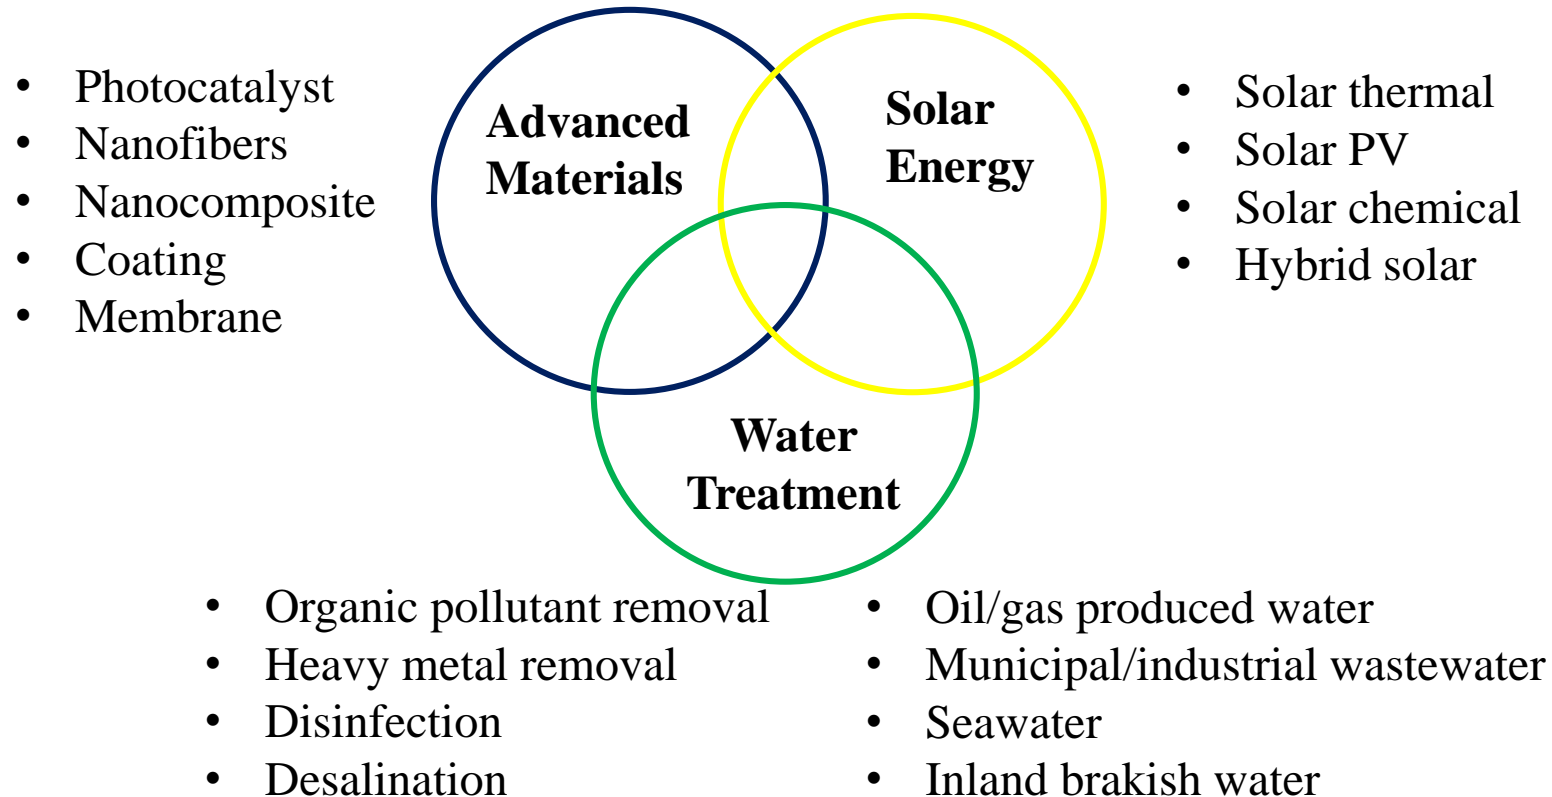 • Photocatalyst
• Nanofibers
• Nanocomposite
• Coating
• Membrane
Advanced
Materials
Solar
Energy
• Solar thermal
• Solar PV
• Solar chemical
• Hybrid solar
Water
Treatment
• Organic pollutant removal
• Heavy metal removal
• Disinfection
• Desalination
• Oil/gas produced water
• Municipal/industrial wastewater
• Seawater
• Inland brakish water